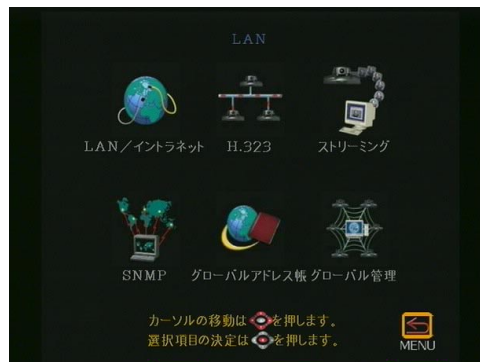 LAN
LAN／イントラネット H.323 ストリーミング
SNMP グローバルアドレス帳 グローバル管理
カーソルの移動は を押します。
選択項目の決定は を押します。
MENU